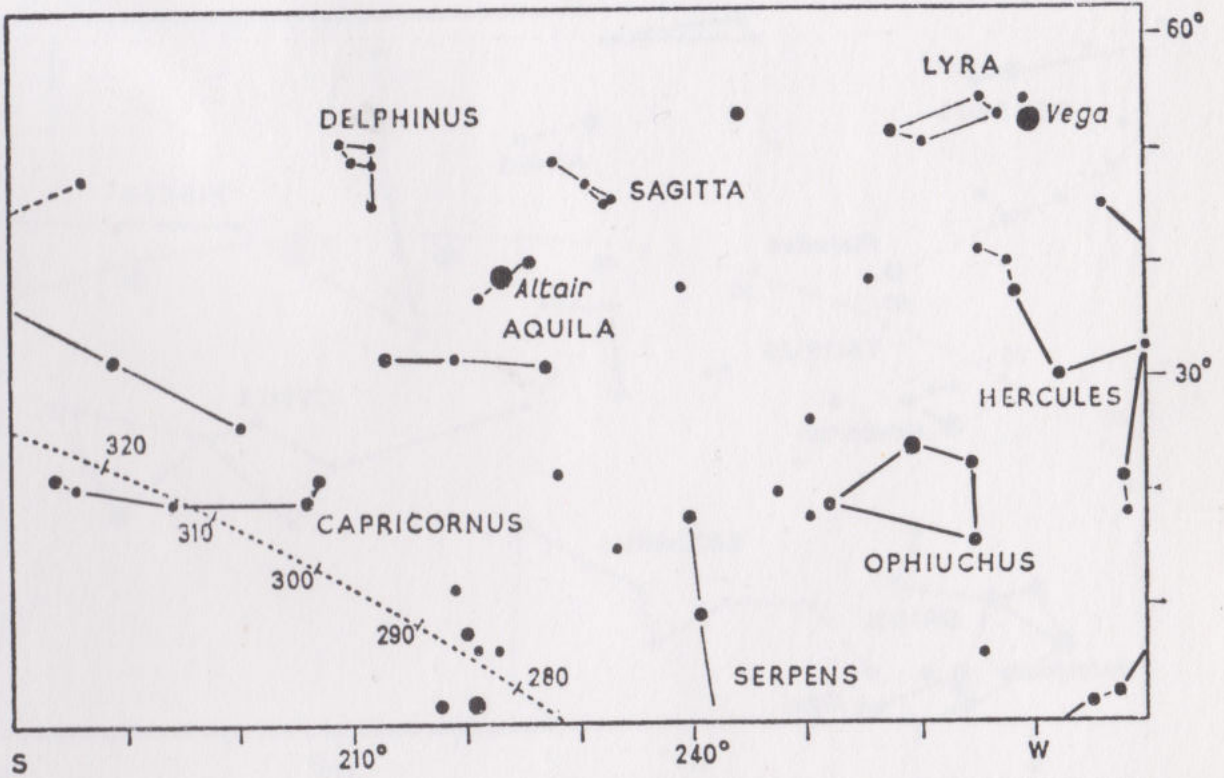 60°
LYRA
Vega
DELPHINUS
SAGITTA
Altair
AQUILA
30°
HERCULES
320
CAPRICORNUS
310
OPHIUCHUS
300
290
280
SERPENS
S
210°
240°
W